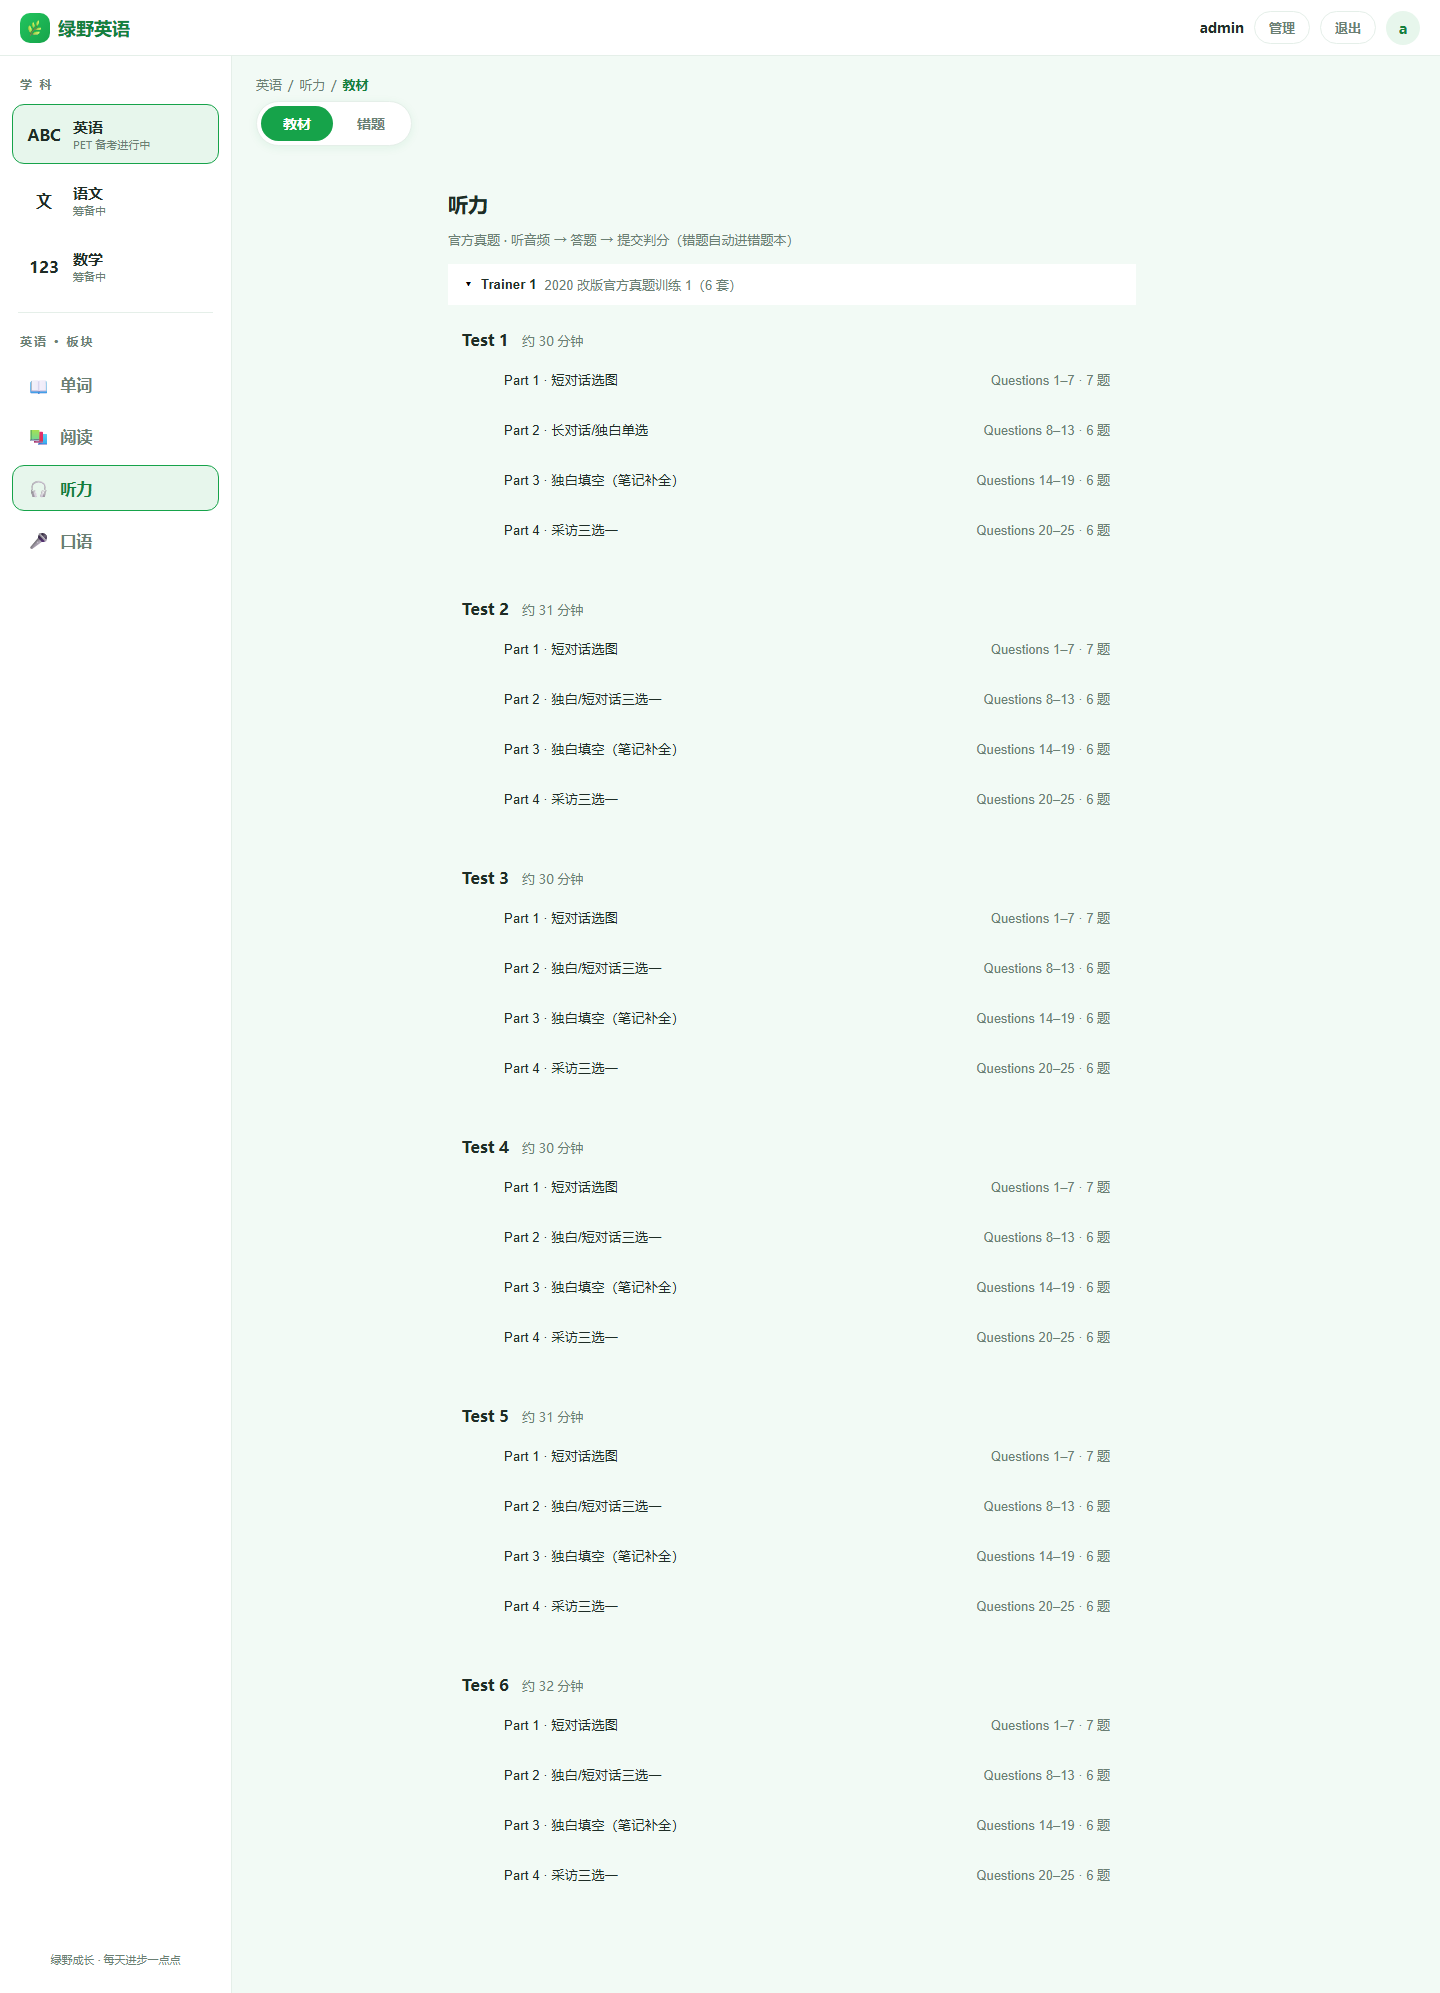 绿野英语
admin 管理 退出 a
学 科
ABC 英语
PET 备考进行中
文 语文
筹备中
123 数学
筹备中
英语 • 板块
单词
阅读
听力
口语
绿野成长 · 每天进步一点点
英语 / 听力 / 教材
教材 错题
听力
官方真题 · 听音频 → 答题 → 提交判分（错题自动进错题本）
▾ Trainer 1 2020 改版官方真题训练 1（6 套）
Test 1 约 30 分钟
Part 1 · 短对话选图 Questions 1–7 · 7 题
Part 2 · 长对话/独白单选 Questions 8–13 · 6 题
Part 3 · 独白填空（笔记补全） Questions 14–19 · 6 题
Part 4 · 采访三选一 Questions 20–25 · 6 题
Test 2 约 31 分钟
Part 1 · 短对话选图 Questions 1–7 · 7 题
Part 2 · 独白/短对话三选一 Questions 8–13 · 6 题
Part 3 · 独白填空（笔记补全） Questions 14–19 · 6 题
Part 4 · 采访三选一 Questions 20–25 · 6 题
Test 3 约 30 分钟
Part 1 · 短对话选图 Questions 1–7 · 7 题
Part 2 · 独白/短对话三选一 Questions 8–13 · 6 题
Part 3 · 独白填空（笔记补全） Questions 14–19 · 6 题
Part 4 · 采访三选一 Questions 20–25 · 6 题
Test 4 约 30 分钟
Part 1 · 短对话选图 Questions 1–7 · 7 题
Part 2 · 独白/短对话三选一 Questions 8–13 · 6 题
Part 3 · 独白填空（笔记补全） Questions 14–19 · 6 题
Part 4 · 采访三选一 Questions 20–25 · 6 题
Test 5 约 31 分钟
Part 1 · 短对话选图 Questions 1–7 · 7 题
Part 2 · 独白/短对话三选一 Questions 8–13 · 6 题
Part 3 · 独白填空（笔记补全） Questions 14–19 · 6 题
Part 4 · 采访三选一 Questions 20–25 · 6 题
Test 6 约 32 分钟
Part 1 · 短对话选图 Questions 1–7 · 7 题
Part 2 · 独白/短对话三选一 Questions 8–13 · 6 题
Part 3 · 独白填空（笔记补全） Questions 14–19 · 6 题
Part 4 · 采访三选一 Questions 20–25 · 6 题